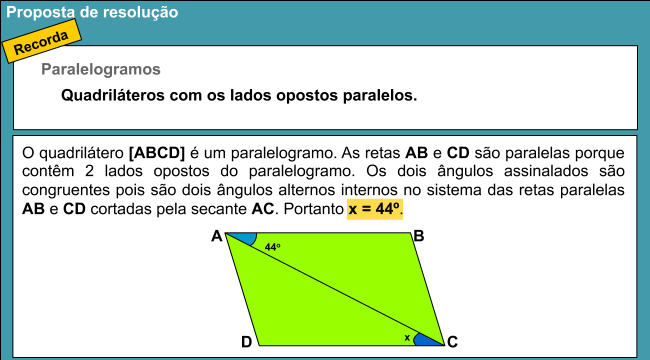 Proposta de resolução
Recorda
Paralelogramos
Quadriláteros com os lados opostos paralelos.
O quadrilátero [ABCD] é um paralelogramo. As retas AB e CD são paralelas porque
contêm 2 lados opostos do paralelogramo. Os dois ângulos assinalados são
congruentes pois são dois ângulos alternos internos no sistema das retas paralelas
AB e CD cortadas pela secante AC. Portanto x = 44º.
A
B
44º
x
D
C